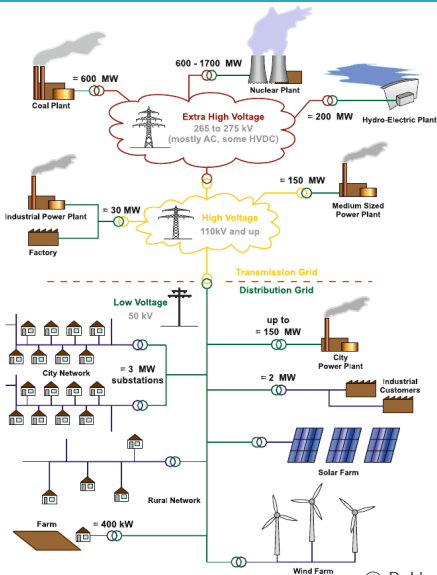 600 - 1700 MW
≈ 600 MW
Nuclear Plant
Coal Plant
Extra High Voltage
265 to 275 kV
(mostly AC, some HVDC)
≈ 200 MW
Hydro-Electric Plant
≈ 150 MW
Medium Sized
Power Plant
≈ 30 MW
Industrial Power Plant
High Voltage
110kV and up
Factory
Transmission Grid
Distribution Grid
Low Voltage
50 kV
up to
≈ 150 MW
City
Power Plant
City Network
≈ 3 MW
substations
≈ 2 MW
Industrial
Customers
Solar Farm
Rural Network
Farm
≈ 400 kW
Wind Farm